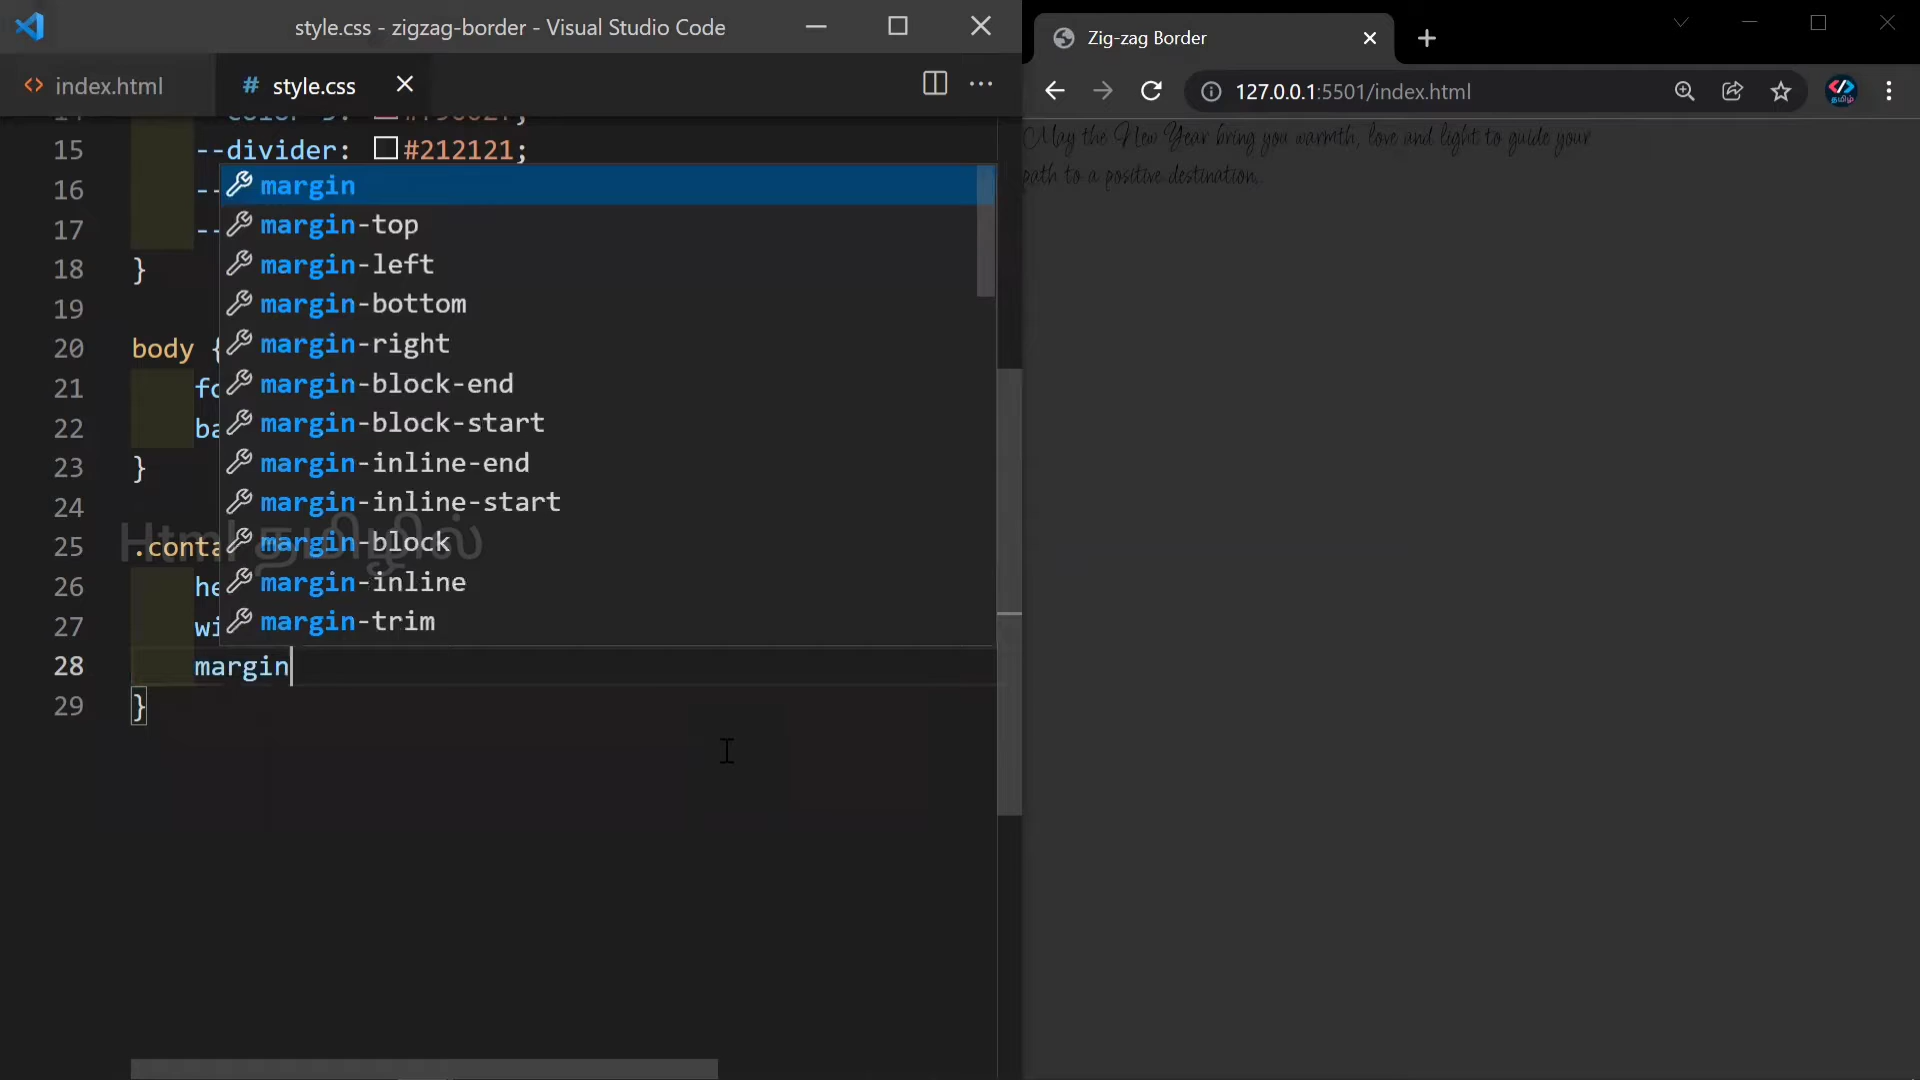 style.css - zigzag-border - Visual Studio Code
index.html
# style.css
15 --divider: #212121;
16 --
17 --
18 }
19
20 body {
21 fo
22 ba
23 }
24
25 .conta
26 he
27 wi
28 margin
29 }
margin
margin-top
margin-left
margin-bottom
margin-right
margin-block-end
margin-block-start
margin-inline-end
margin-inline-start
margin-block
margin-inline
margin-trim
Html தமிழில்
Zig-zag Border
127.0.0.1:5501/index.html
May the New Year bring you warmth, love and light to guide your
path to a positive destination.